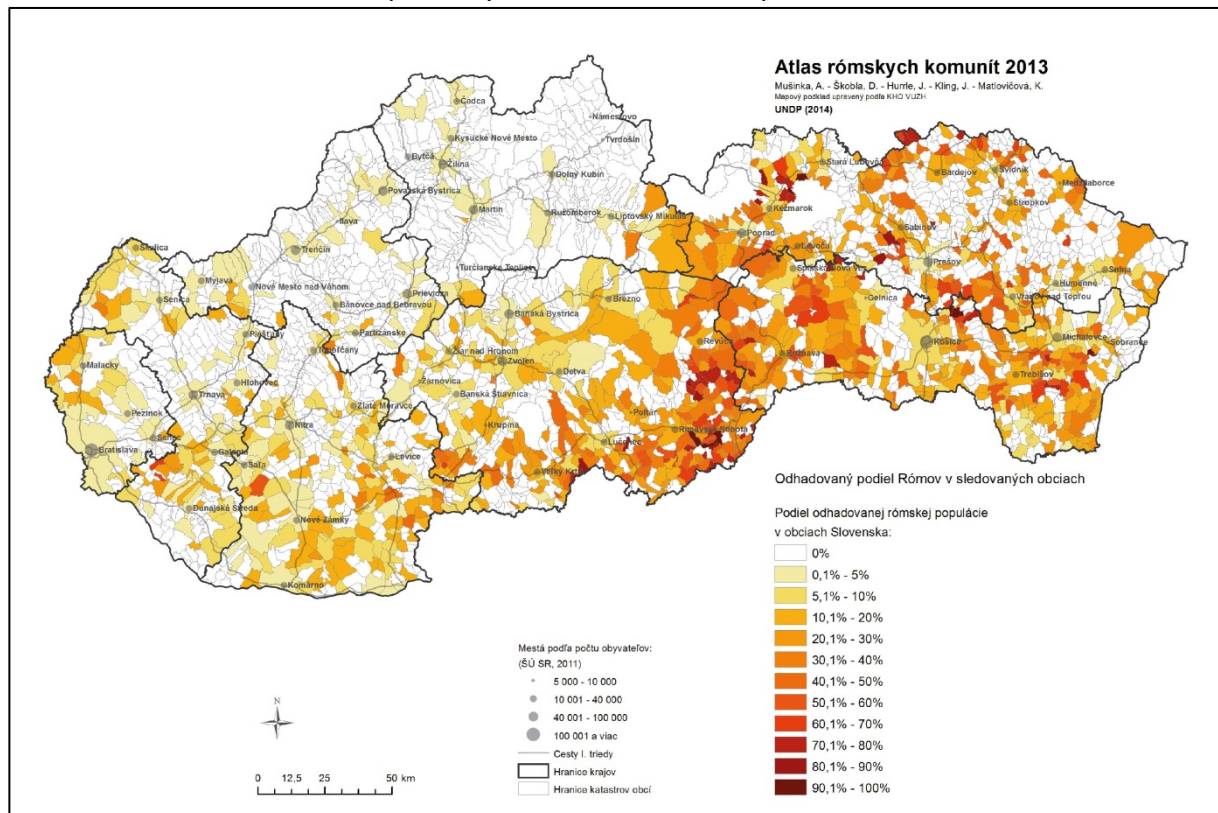 Atlas rómskych komunít 2013
Mušinka, A. - Škobla, D. - Hurrle, J. - Kling, J. - Matlovičová, K.
Mapový podklad upravený podľa KHO VUZH
UNDP (2014)
Čadca
Námestovo
Kysucké Nové Mesto
Tvrdošín
Bytča
Žilina
Dolný Kubín
Stará Ľubovňa
Bardejov
Svidník
Medzilaborce
Považská Bystrica
Martin
Ružomberok
Liptovský Mikuláš
Kežmarok
Stropkov
Ilava
Poprad
Sabinov
Skalica
Trenčín
Levoča
Prešov
Turčianske Teplice
Spišská Nová Ves
Snina
Myjava
Nové Mesto nad Váhom
Prievidza
Humenné
Senica
Bánovce nad Bebravou
Brezno
Gelnica
Vranov nad Topľou
Banská Bystrica
Piešťany
Partizánske
Michalovce
Sobrance
Topoľčany
Žiar nad Hronom
Revúca
Košice
Malacky
Zvolen
Rožňava
Detva
Trebišov
Hlohovec
Žarnovica
Trnava
Banská Štiavnica
Zlaté Moravce
Pezinok
Krupina
Poltár
Nitra
Rimavská Sobota
Senec
Lučenec
Bratislava
Galanta
Levice
Šaľa
Veľký Krtíš
Dunajská Streda
Nové Zámky
Komárno
Odhadovaný podiel Rómov v sledovaných obciach
Podiel odhadovanej rómskej populácie
v obciach Slovenska:
0%
0,1% - 5%
5,1% - 10%
10,1% - 20%
20,1% - 30%
30,1% - 40%
40,1% - 50%
50,1% - 60%
60,1% - 70%
70,1% - 80%
80,1% - 90%
90,1% - 100%
Mestá podľa počtu obyvateľov:
(ŠÚ SR, 2011)
5 000 - 10 000
10 001 - 40 000
40 001 - 100 000
100 001 a viac
Cesty I. triedy
Hranice krajov
Hranice katastrov obcí
N
0 12,5 25 50 km